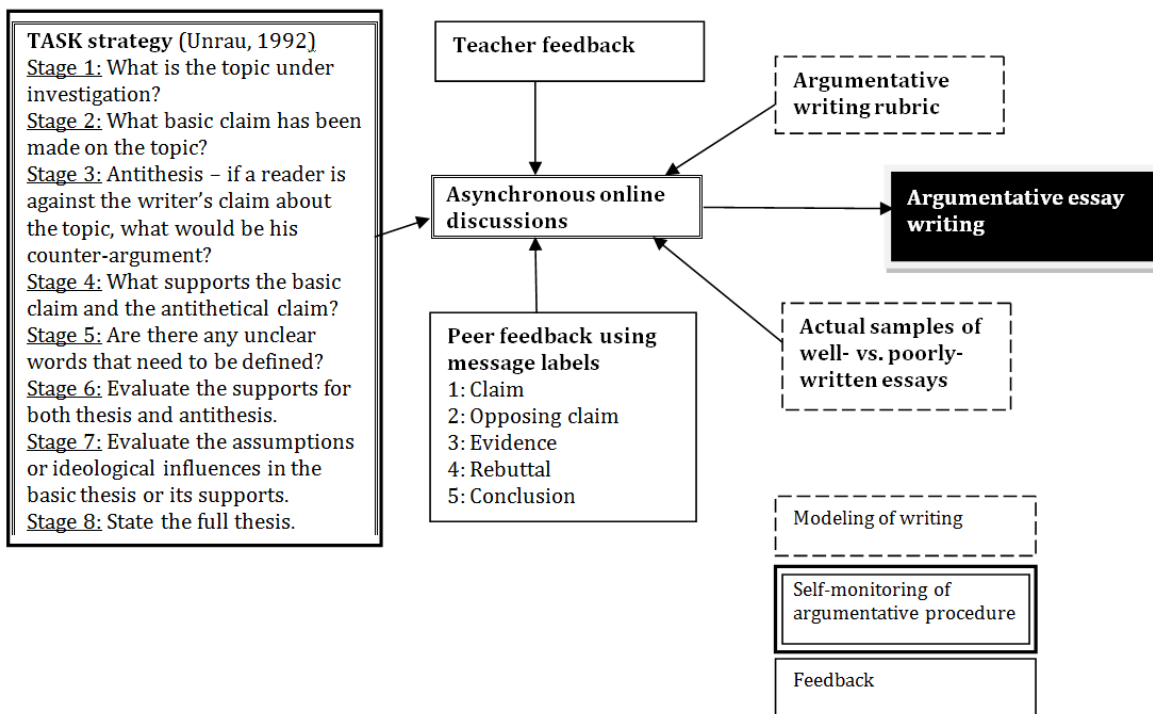 TASK strategy (Unrau, 1992)
Stage 1: What is the topic under
investigation?
Stage 2: What basic claim has been
made on the topic?
Stage 3: Antithesis – if a reader is
against the writer’s claim about
the topic, what would be his
counter-argument?
Stage 4: What supports the basic
claim and the antithetical claim?
Stage 5: Are there any unclear
words that need to be defined?
Stage 6: Evaluate the supports for
both thesis and antithesis.
Stage 7: Evaluate the assumptions
or ideological influences in the
basic thesis or its supports.
Stage 8: State the full thesis.
Teacher feedback
Asynchronous online
discussions
Peer feedback using
message labels
1: Claim
2: Opposing claim
3: Evidence
4: Rebuttal
5: Conclusion
Argumentative
writing rubric
Argumentative essay
writing
Actual samples of
well- vs. poorly-
written essays
Modeling of writing
Self-monitoring of
argumentative procedure
Feedback